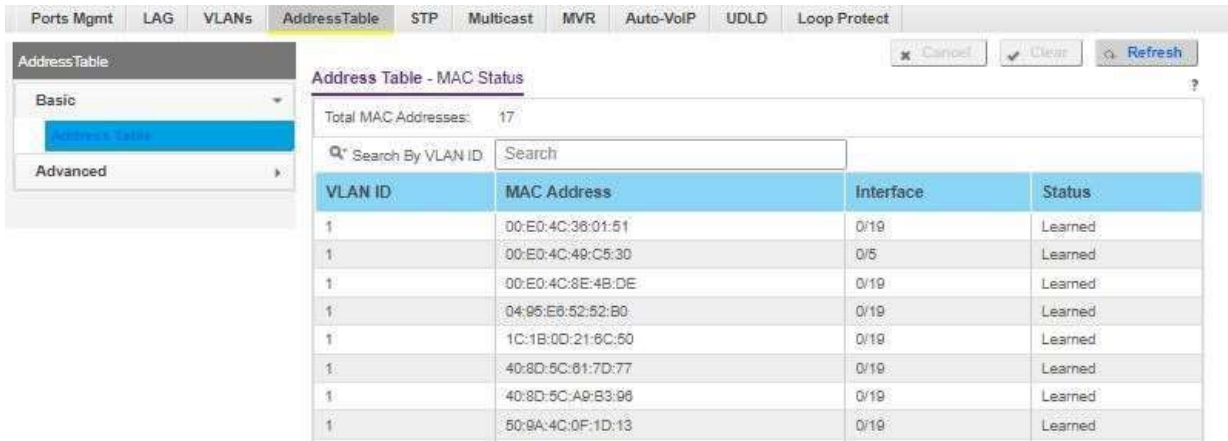 Ports Mgmt LAG VLANs AddressTable STP Multicast MVR Auto-VoIP UDLD Loop Protect
AddressTable
Basic
Address Table
Advanced
Cancel Clear Refresh
Address Table - MAC Status
?
Total MAC Addresses: 17
Search By VLAN ID Search
VLAN ID MAC Address Interface Status
1 00:E0:4C:36:01:51 0/19 Learned
1 00:E0:4C:49:C5:30 0/5 Learned
1 00:E0:4C:8E:4B:DE 0/19 Learned
1 04:95:E6:52:52:B0 0/19 Learned
1 1C:1B:0D:21:6C:50 0/19 Learned
1 40:8D:5C:61:7D:77 0/19 Learned
1 40:8D:5C:A9:B3:96 0/19 Learned
1 50:9A:4C:0F:1D:13 0/19 Learned